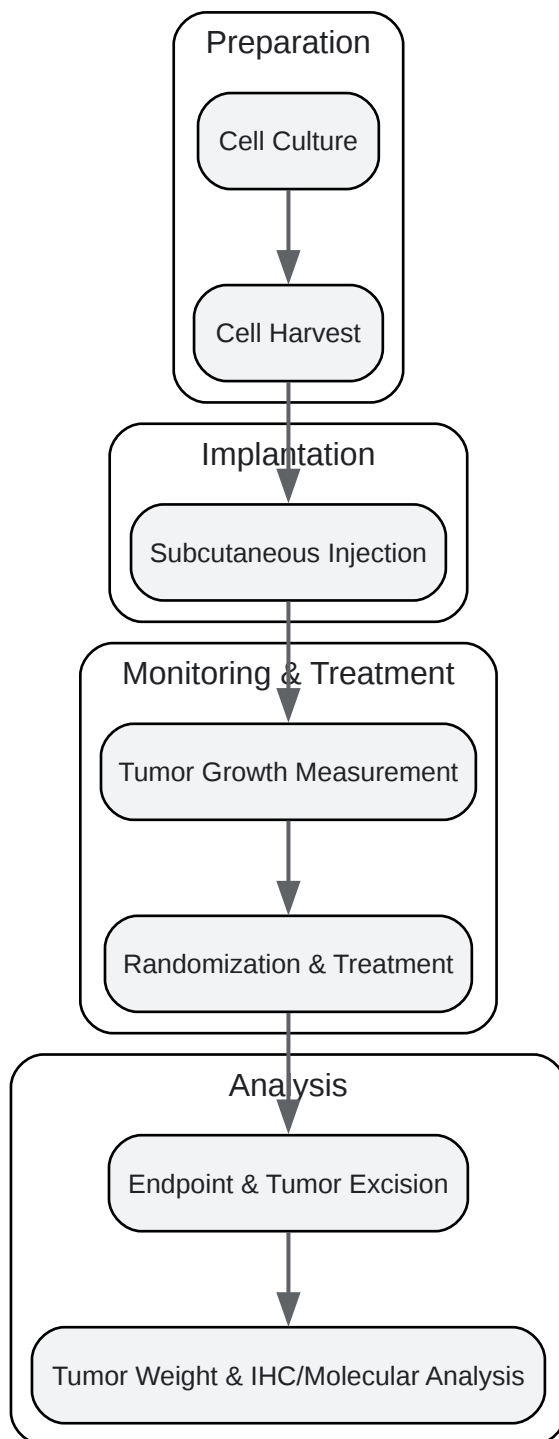 Preparation
Cell Culture
Cell Harvest
Implantation
Subcutaneous Injection
Monitoring & Treatment
Tumor Growth Measurement
Randomization & Treatment
Analysis
Endpoint & Tumor Excision
Tumor Weight & IHC/Molecular Analysis